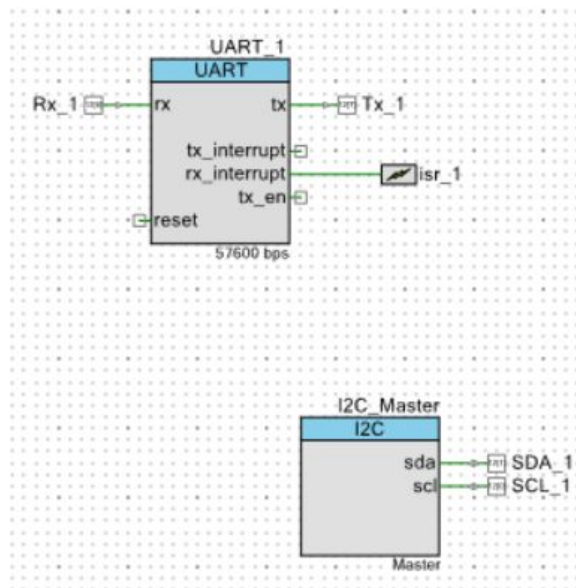 UART_1
UART
Rx_1 rx tx Tx_1
tx_interrupt
rx_interrupt isr_1
tx_en
reset
57600 bps
I2C_Master
I2C
sda SDA_1
scl SCL_1
Master